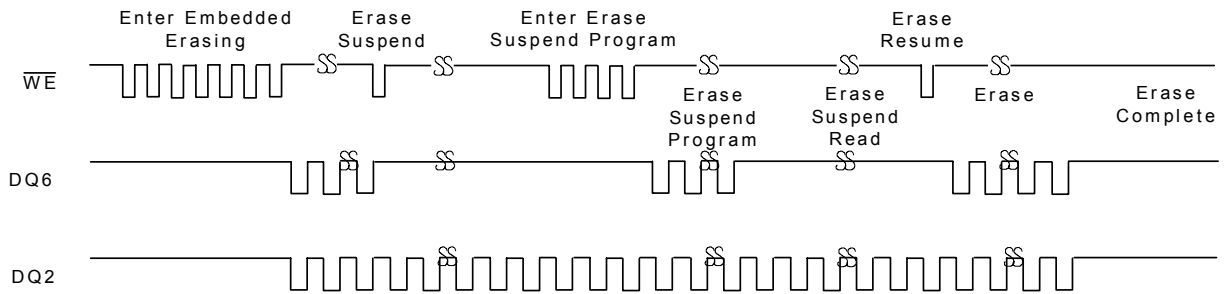 Enter Embedded
Erasing
Erase
Suspend
Enter Erase
Suspend Program
Erase
Resume
WE
Erase
Suspend
Program
Erase
Suspend
Read
Erase
Erase
Complete
DQ6
DQ2